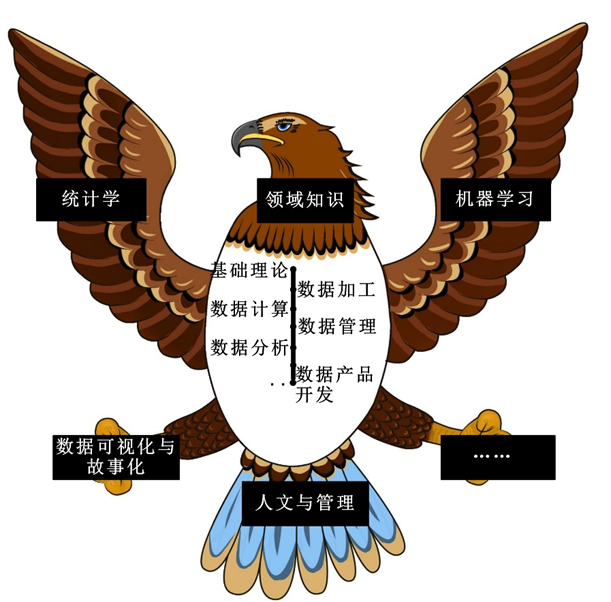 统计学
领域知识
机器学习
基础理论
数据加工
数据计算
数据管理
数据分析
数据产品
开发
..
数据可视化与
故事化
……
人文与管理